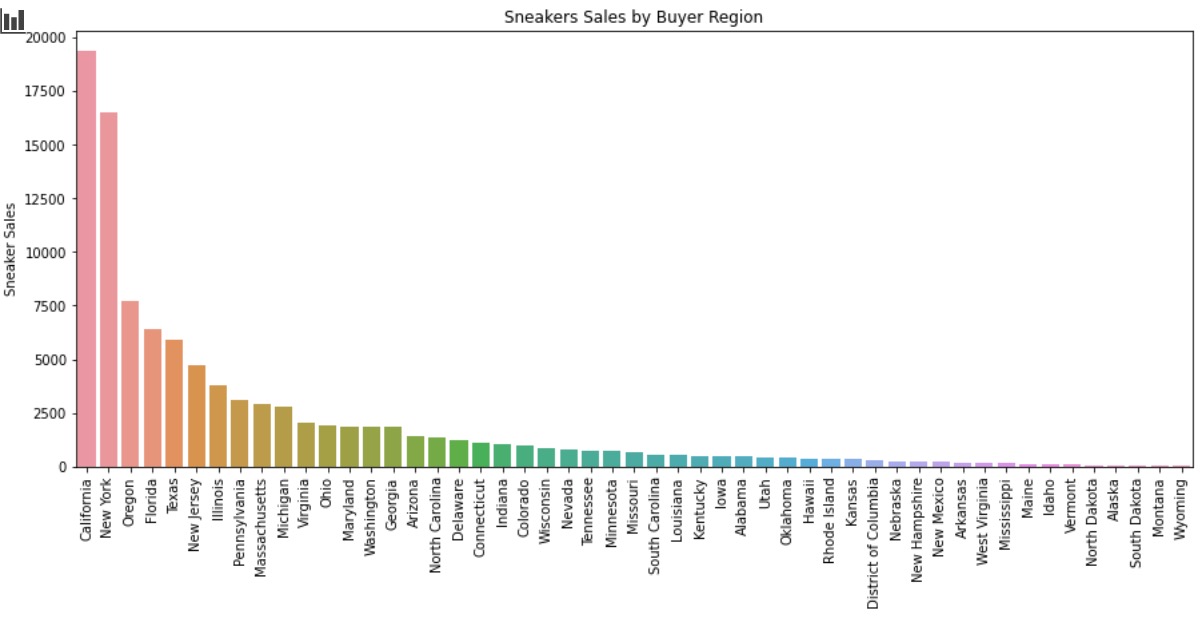 Sneakers Sales by Buyer Region
20000
17500
15000
12500
10000
7500
5000
2500
0
Sneaker Sales
California
New York
Oregon
Florida
Texas
New Jersey
Illinois
Pennsylvania
Massachusetts
Michigan
Virginia
Ohio
Maryland
Washington
Georgia
Arizona
North Carolina
Delaware
Connecticut
Indiana
Colorado
Wisconsin
Nevada
Tennessee
Minnesota
Missouri
South Carolina
Louisiana
Kentucky
Iowa
Alabama
Utah
Oklahoma
Hawaii
Rhode Island
Kansas
District of Columbia
Nebraska
New Hampshire
New Mexico
Arkansas
West Virginia
Mississippi
Maine
Idaho
Vermont
North Dakota
Alaska
South Dakota
Montana
Wyoming